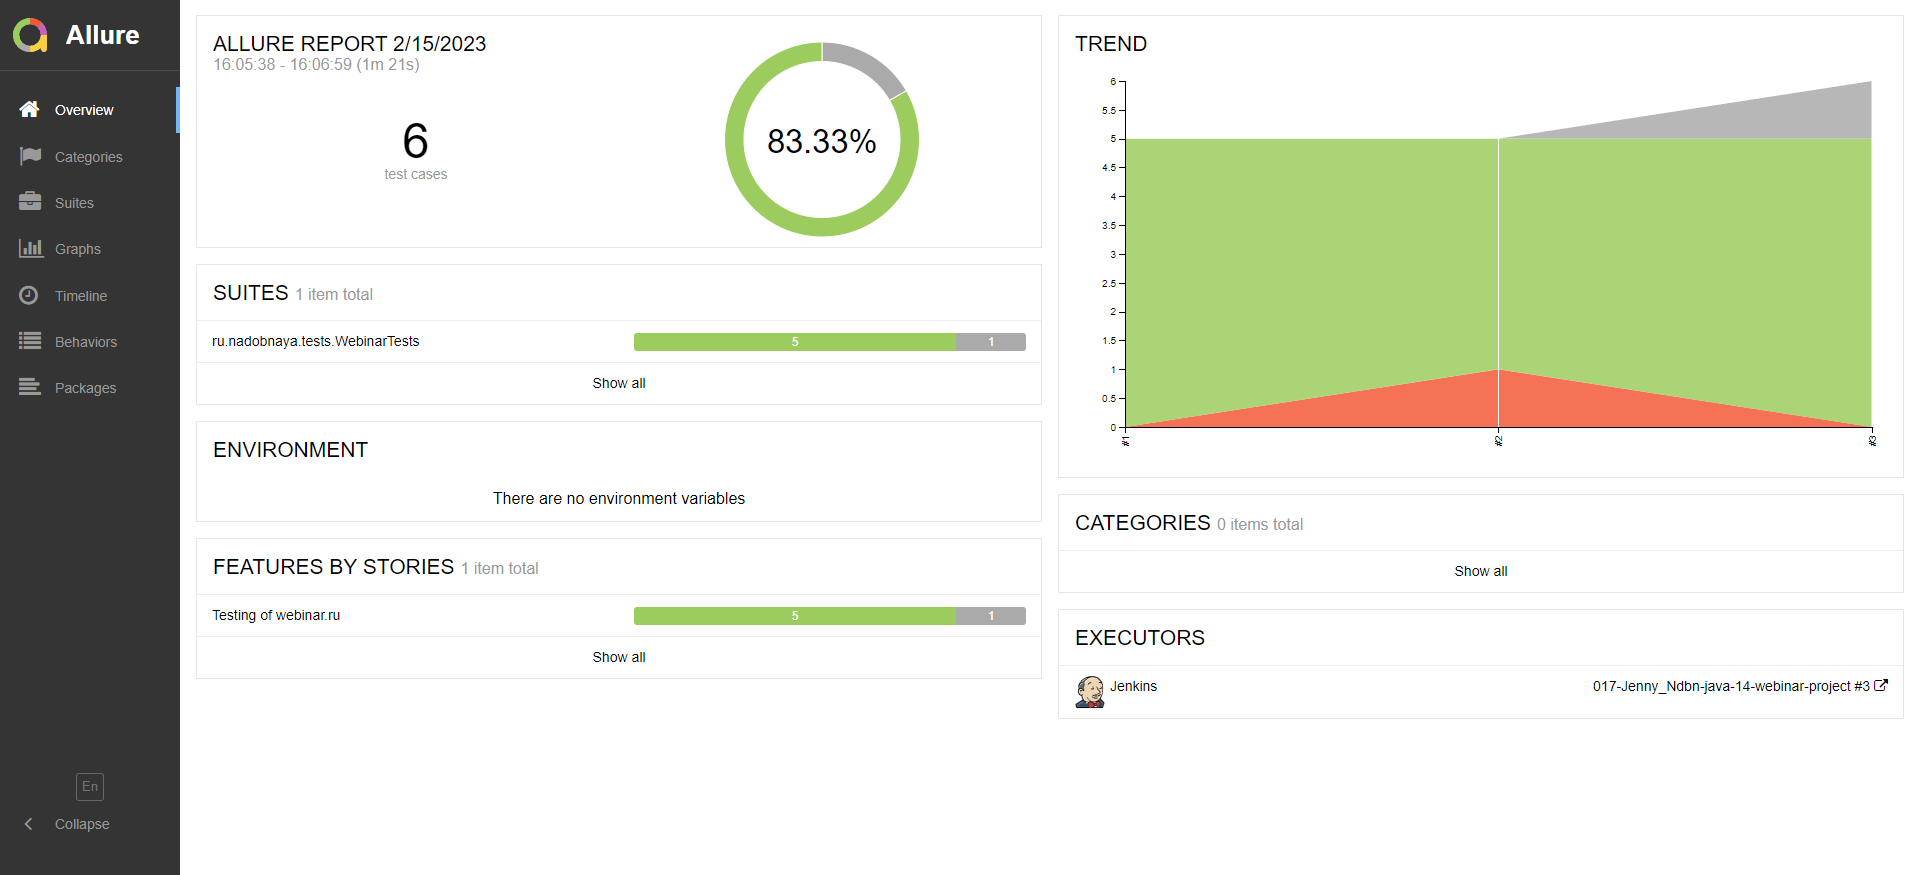 Allure
Overview
Categories
Suites
Graphs
Timeline
Behaviors
Packages
En
Collapse
ALLURE REPORT 2/15/2023
16:05:38 - 16:06:59 (1m 21s)
6
test cases
83.33%
SUITES 1 item total
ru.nadobnaya.tests.WebinarTests 5 1
Show all
ENVIRONMENT
There are no environment variables
FEATURES BY STORIES 1 item total
Testing of webinar.ru 5 1
Show all
TREND
6
5.5
5
4.5
4
3.5
3
2.5
2
1.5
1
0.5
0
#1
#2
#3
CATEGORIES 0 items total
Show all
EXECUTORS
Jenkins 017-Jenny_Ndbn-java-14-webinar-project #3